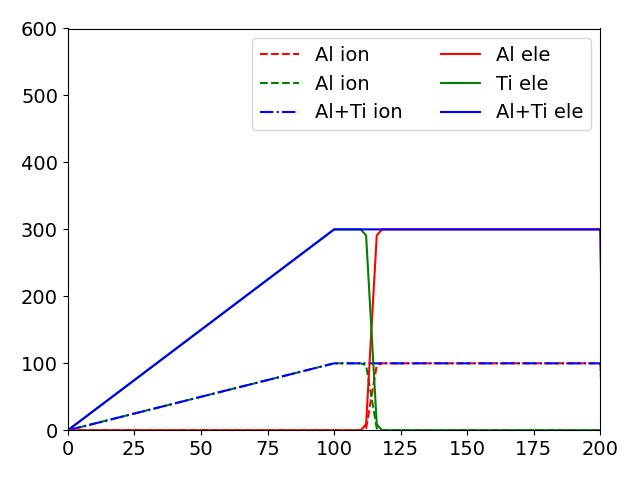 600
500
400
300
200
100
0
Al ion
Al ion
Al+Ti ion
Al ele
Ti ele
Al+Ti ele
0 25 50 75 100 125 150 175 200